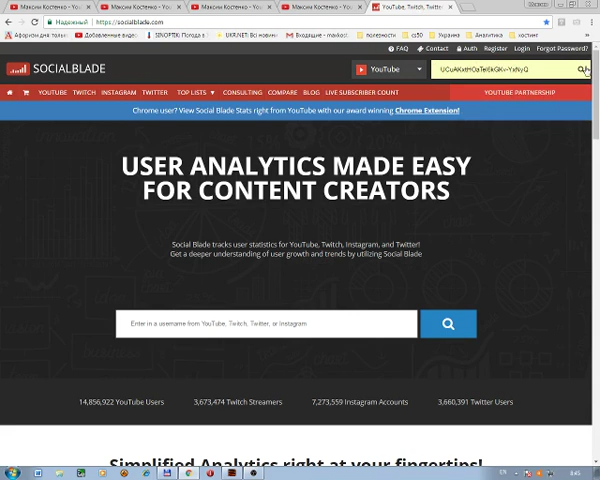 Максим Костенко - You
Максим Костенко - You
Максим Костенко - You
Максим Костенко - You
YouTube, Twitch, Twitter
Надежный https://socialblade.com
Афоризм дня только
Добавленные видео
SINOPTIK: Погода в
UKR.NET: Всі новини
Входящие - maxkost
полезности
cs50
Украина
Аналитика
хостинг
FAQ Contact Auth Register Login Forgot Password?
SOCIALBLADE
YouTube
YOUTUBE TWITCH INSTAGRAM TWITTER TOP LISTS CONSULTING COMPARE BLOG LIVE SUBSCRIBER COUNT YOUTUBE PARTNERSHIP
Chrome user? View Social Blade Stats right from YouTube with our award winning Chrome Extension!
USER ANALYTICS MADE EASY
FOR CONTENT CREATORS
Social Blade tracks user statistics for YouTube, Twitch, Instagram, and Twitter!
Get a deeper understanding of user growth and trends by utilizing Social Blade
Enter in a username from YouTube, Twitch, Twitter, or Instagram
14,856,922 YouTube Users
3,673,474 Twitch Streamers
7,273,559 Instagram Accounts
3,660,391 Twitter Users
Simplified Analytics right at your fingertips!
EN
8:45